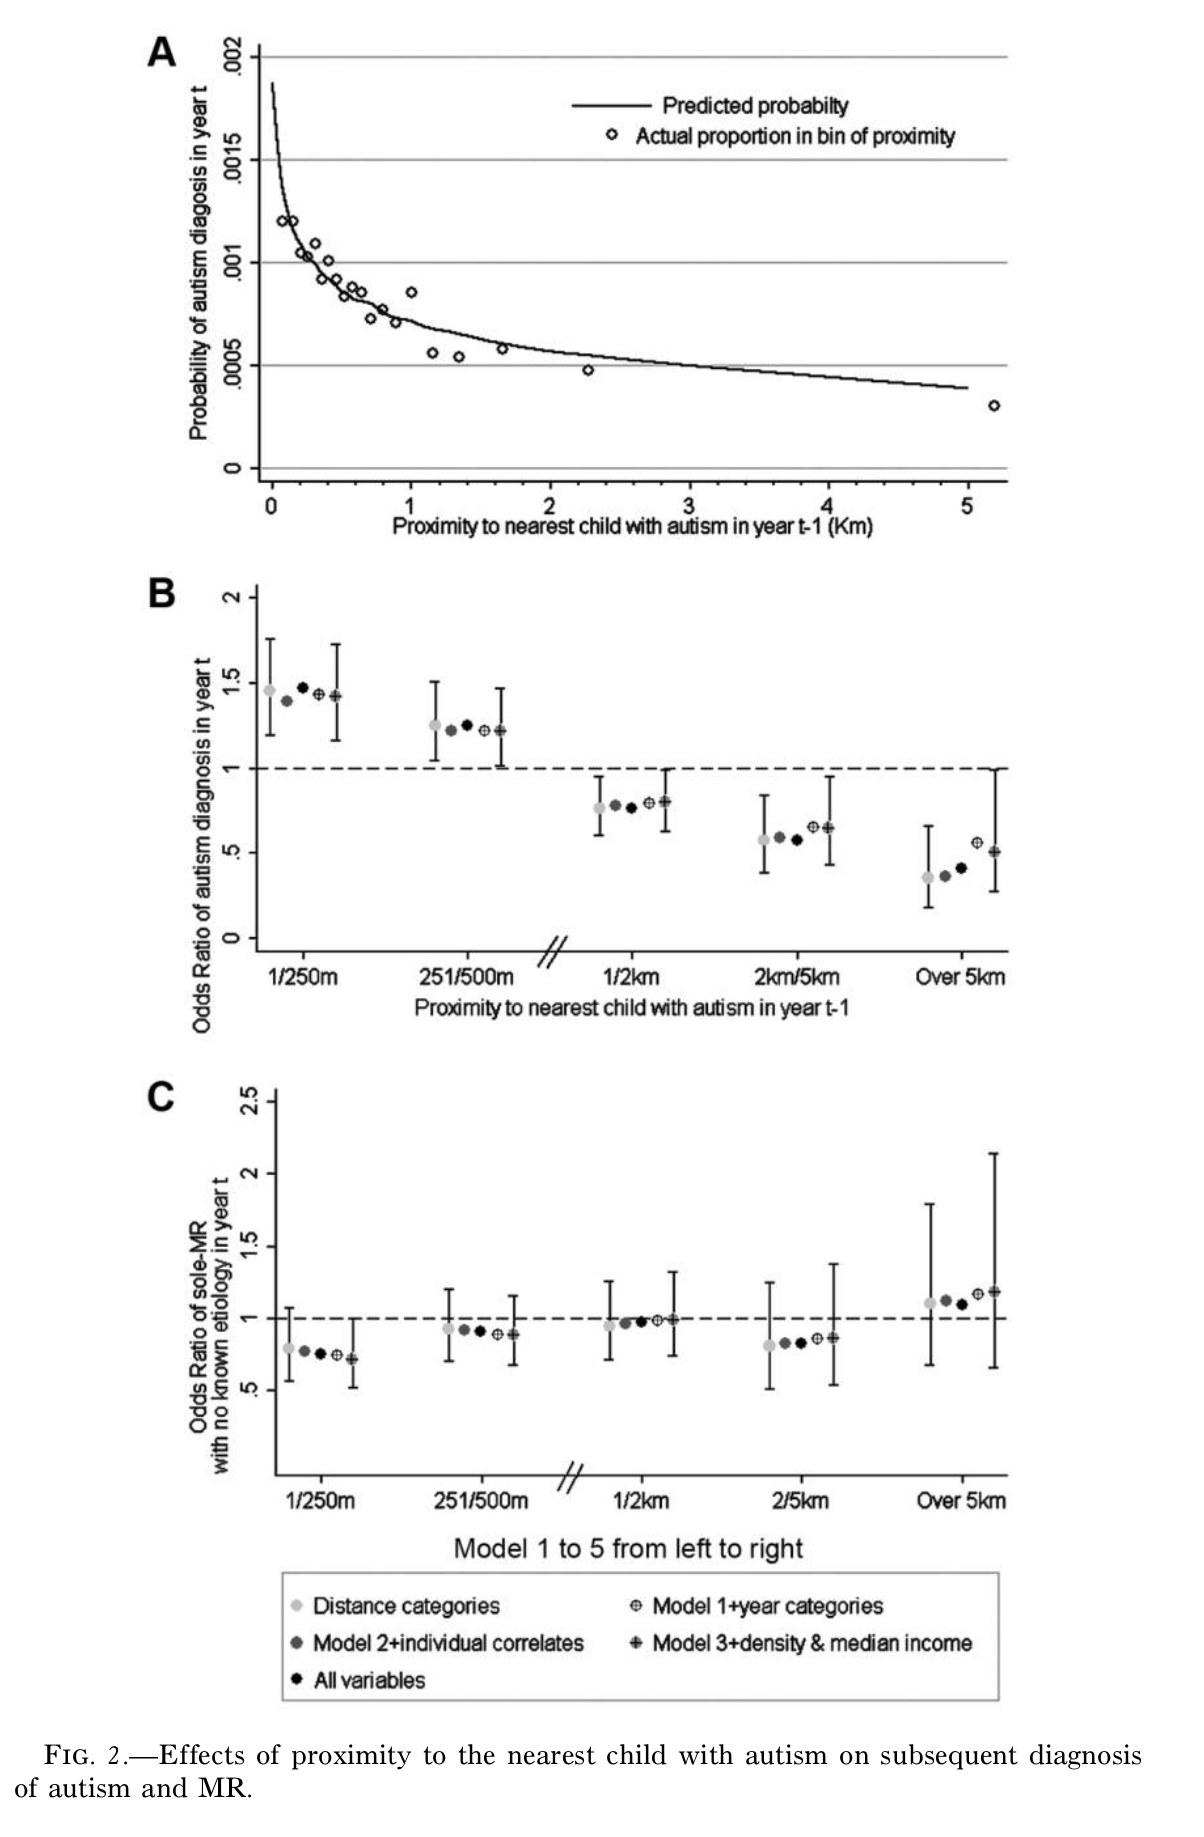 A
Probability of autism diagosis in year t
.002
.0015
.001
.0005
0
Predicted probabilty
Actual proportion in bin of proximity
0 1 2 3 4 5
Proximity to nearest child with autism in year t-1 (Km)
B
Odds Ratio of autism diagnosis in year t
2
1.5
1
.5
0
1/250m 251/500m 1/2km 2km/5km Over 5km
Proximity to nearest child with autism in year t-1
C
Odds Ratio of sole-MR
with no known etiology in year t
2.5
2
1.5
1
.5
1/250m 251/500m 1/2km 2/5km Over 5km
Model 1 to 5 from left to right
Distance categories
Model 1+year categories
Model 2+individual correlates
Model 3+density & median income
All variables
FIG. 2.—Effects of proximity to the nearest child with autism on subsequent diagnosis
of autism and MR.